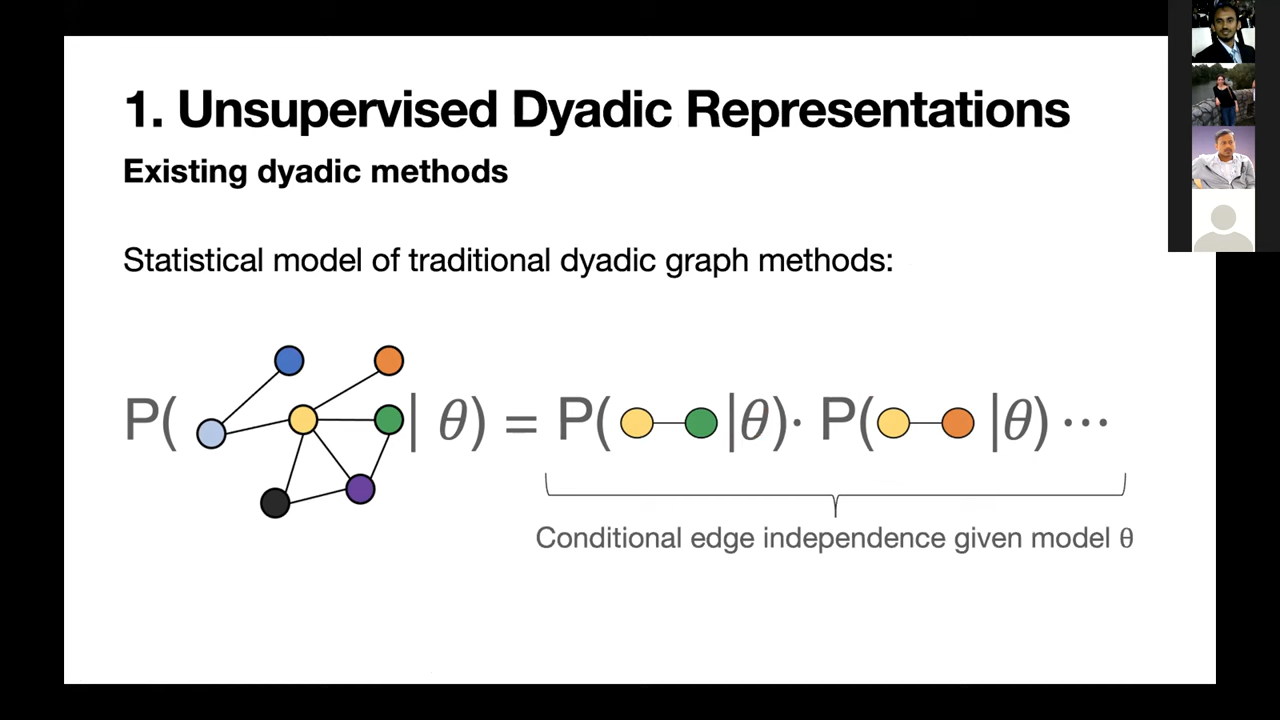 1. Unsupervised Dyadic Representations
Existing dyadic methods
Statistical model of traditional dyadic graph methods:
P( | θ) = P( |θ)· P( |θ) ···
Conditional edge independence given model θ